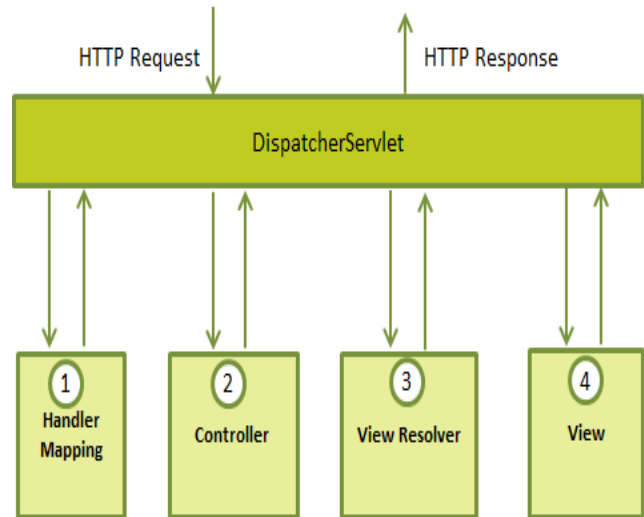 HTTP Request
HTTP Response
DispatcherServlet
1
Handler
Mapping
2
Controller
3
View Resolver
4
View